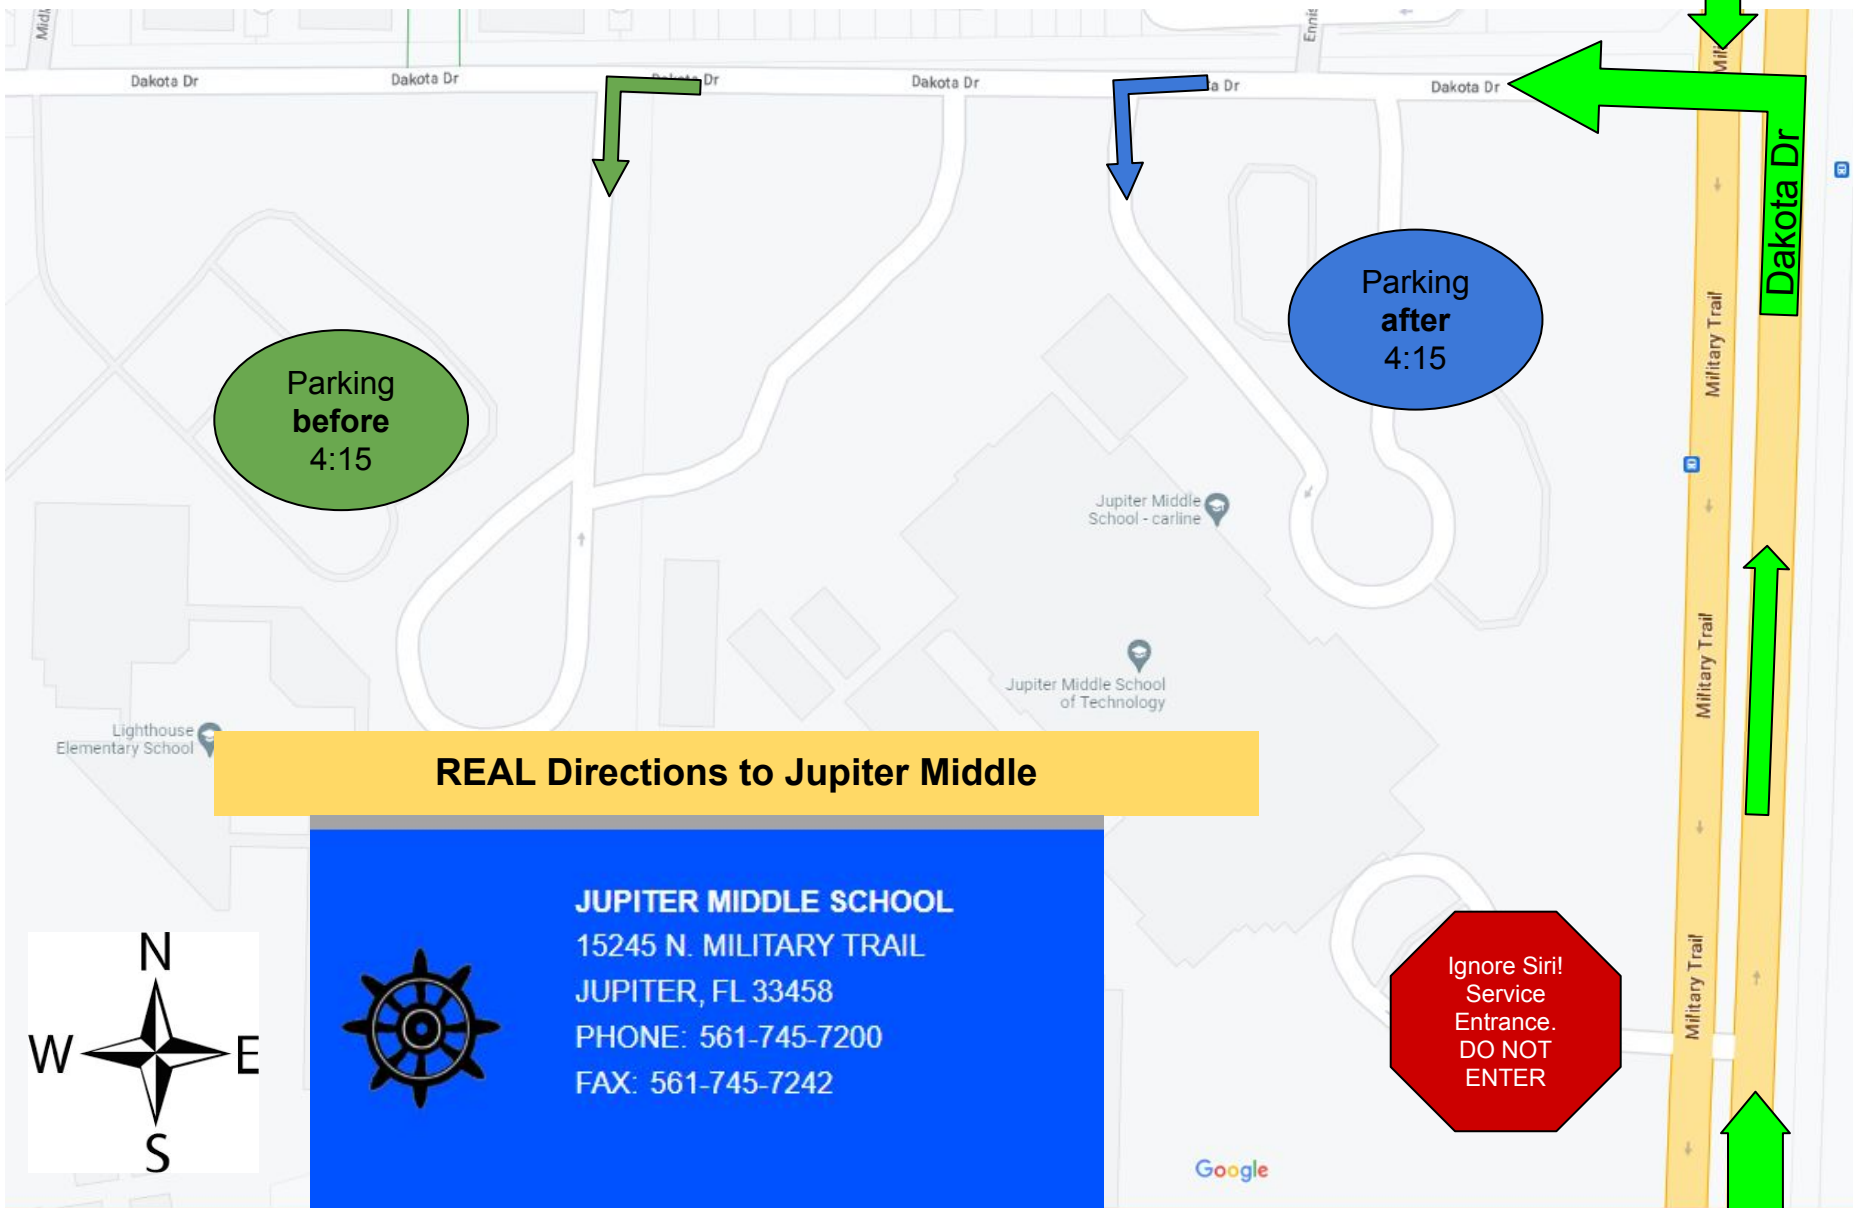 Ennis
Dakota Dr
Dakota Dr
Dr
Dakota Dr
a Dr
Dakota Dr
Dakota Dr
Parking
before
4:15
Parking
after
4:15
Military Trail
Jupiter Middle
School - carline
Jupiter Middle School
of Technology
Military Trail
Lighthouse
Elementary School
REAL Directions to Jupiter Middle
JUPITER MIDDLE SCHOOL
15245 N. MILITARY TRAIL
JUPITER, FL 33458
PHONE: 561-745-7200
FAX: 561-745-7242
N
W
E
S
Ignore Siri!
Service
Entrance.
DO NOT
ENTER
Military Trail
Google